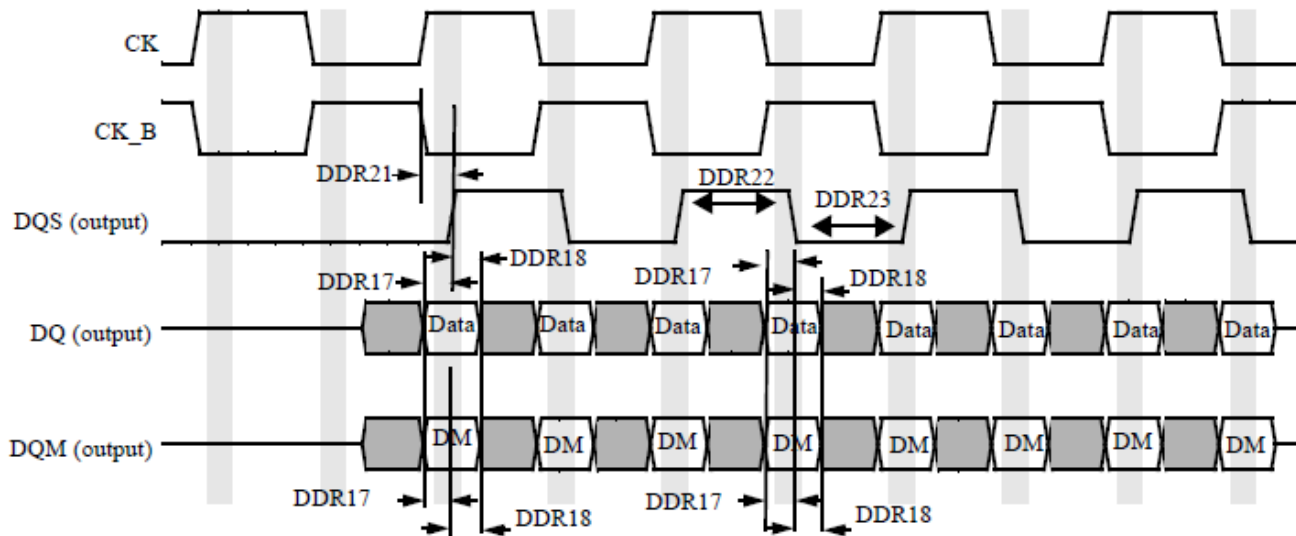 CK
CK_B
DDR21
DDR22
DDR23
DQS (output)
DDR18
DDR17
DDR17
DDR18
DQ (output)
Data Data Data Data Data Data Data Data
DQM (output)
DM DM DM DM DM DM DM DM
DDR17
DDR18
DDR17
DDR18